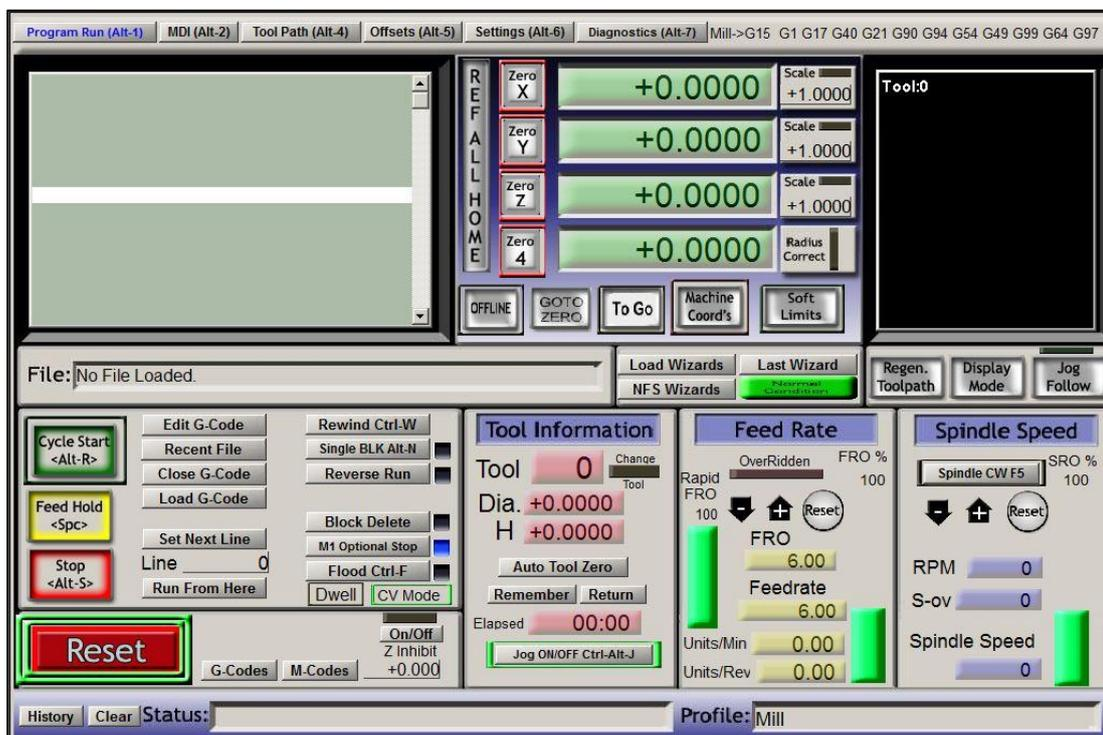 Program Run (Alt-1) MDI (Alt-2) Tool Path (Alt-4) Offsets (Alt-5) Settings (Alt-6) Diagnostics (Alt-7) Mill->G15 G1 G17 G40 G21 G90 G94 G54 G49 G99 G64 G97
REF ALL HOME
Zero X +0.0000 Scale +1.0000
Zero Y +0.0000 Scale +1.0000
Zero Z +0.0000 Scale +1.0000
Zero 4 +0.0000 Radius Correct
OFFLINE GOTO ZERO To Go Machine Coord's Soft Limits
Tool:0
File: No File Loaded.
Load Wizards Last Wizard
NFS Wizards Normal Condition
Regen. Toolpath Display Mode Jog Follow
Cycle Start <Alt-R>
Feed Hold <Spc>
Stop <Alt-S>
Edit G-Code
Recent File
Close G-Code
Load G-Code
Set Next Line
Line 0
Run From Here
Rewind Ctrl-W
Single BLK Alt-N
Reverse Run
Block Delete
M1 Optional Stop
Flood Ctrl-F
Dwell CV Mode
Reset
G-Codes M-Codes
On/Off
Z Inhibit
+0.000
Tool Information
Tool 0 Change Tool
Dia. +0.0000
H +0.0000
Auto Tool Zero
Remember Return
Elapsed 00:00
Jog ON/OFF Ctrl-Alt-J
Feed Rate
OverRidden FRO % 100
Rapid FRO 100
Reset
FRO
6.00
Feedrate
6.00
Units/Min 0.00
Units/Rev 0.00
Spindle Speed
Spindle CW F5 SRO % 100
Reset
RPM 0
S-ov 0
Spindle Speed
0
History Clear Status: Profile: Mill